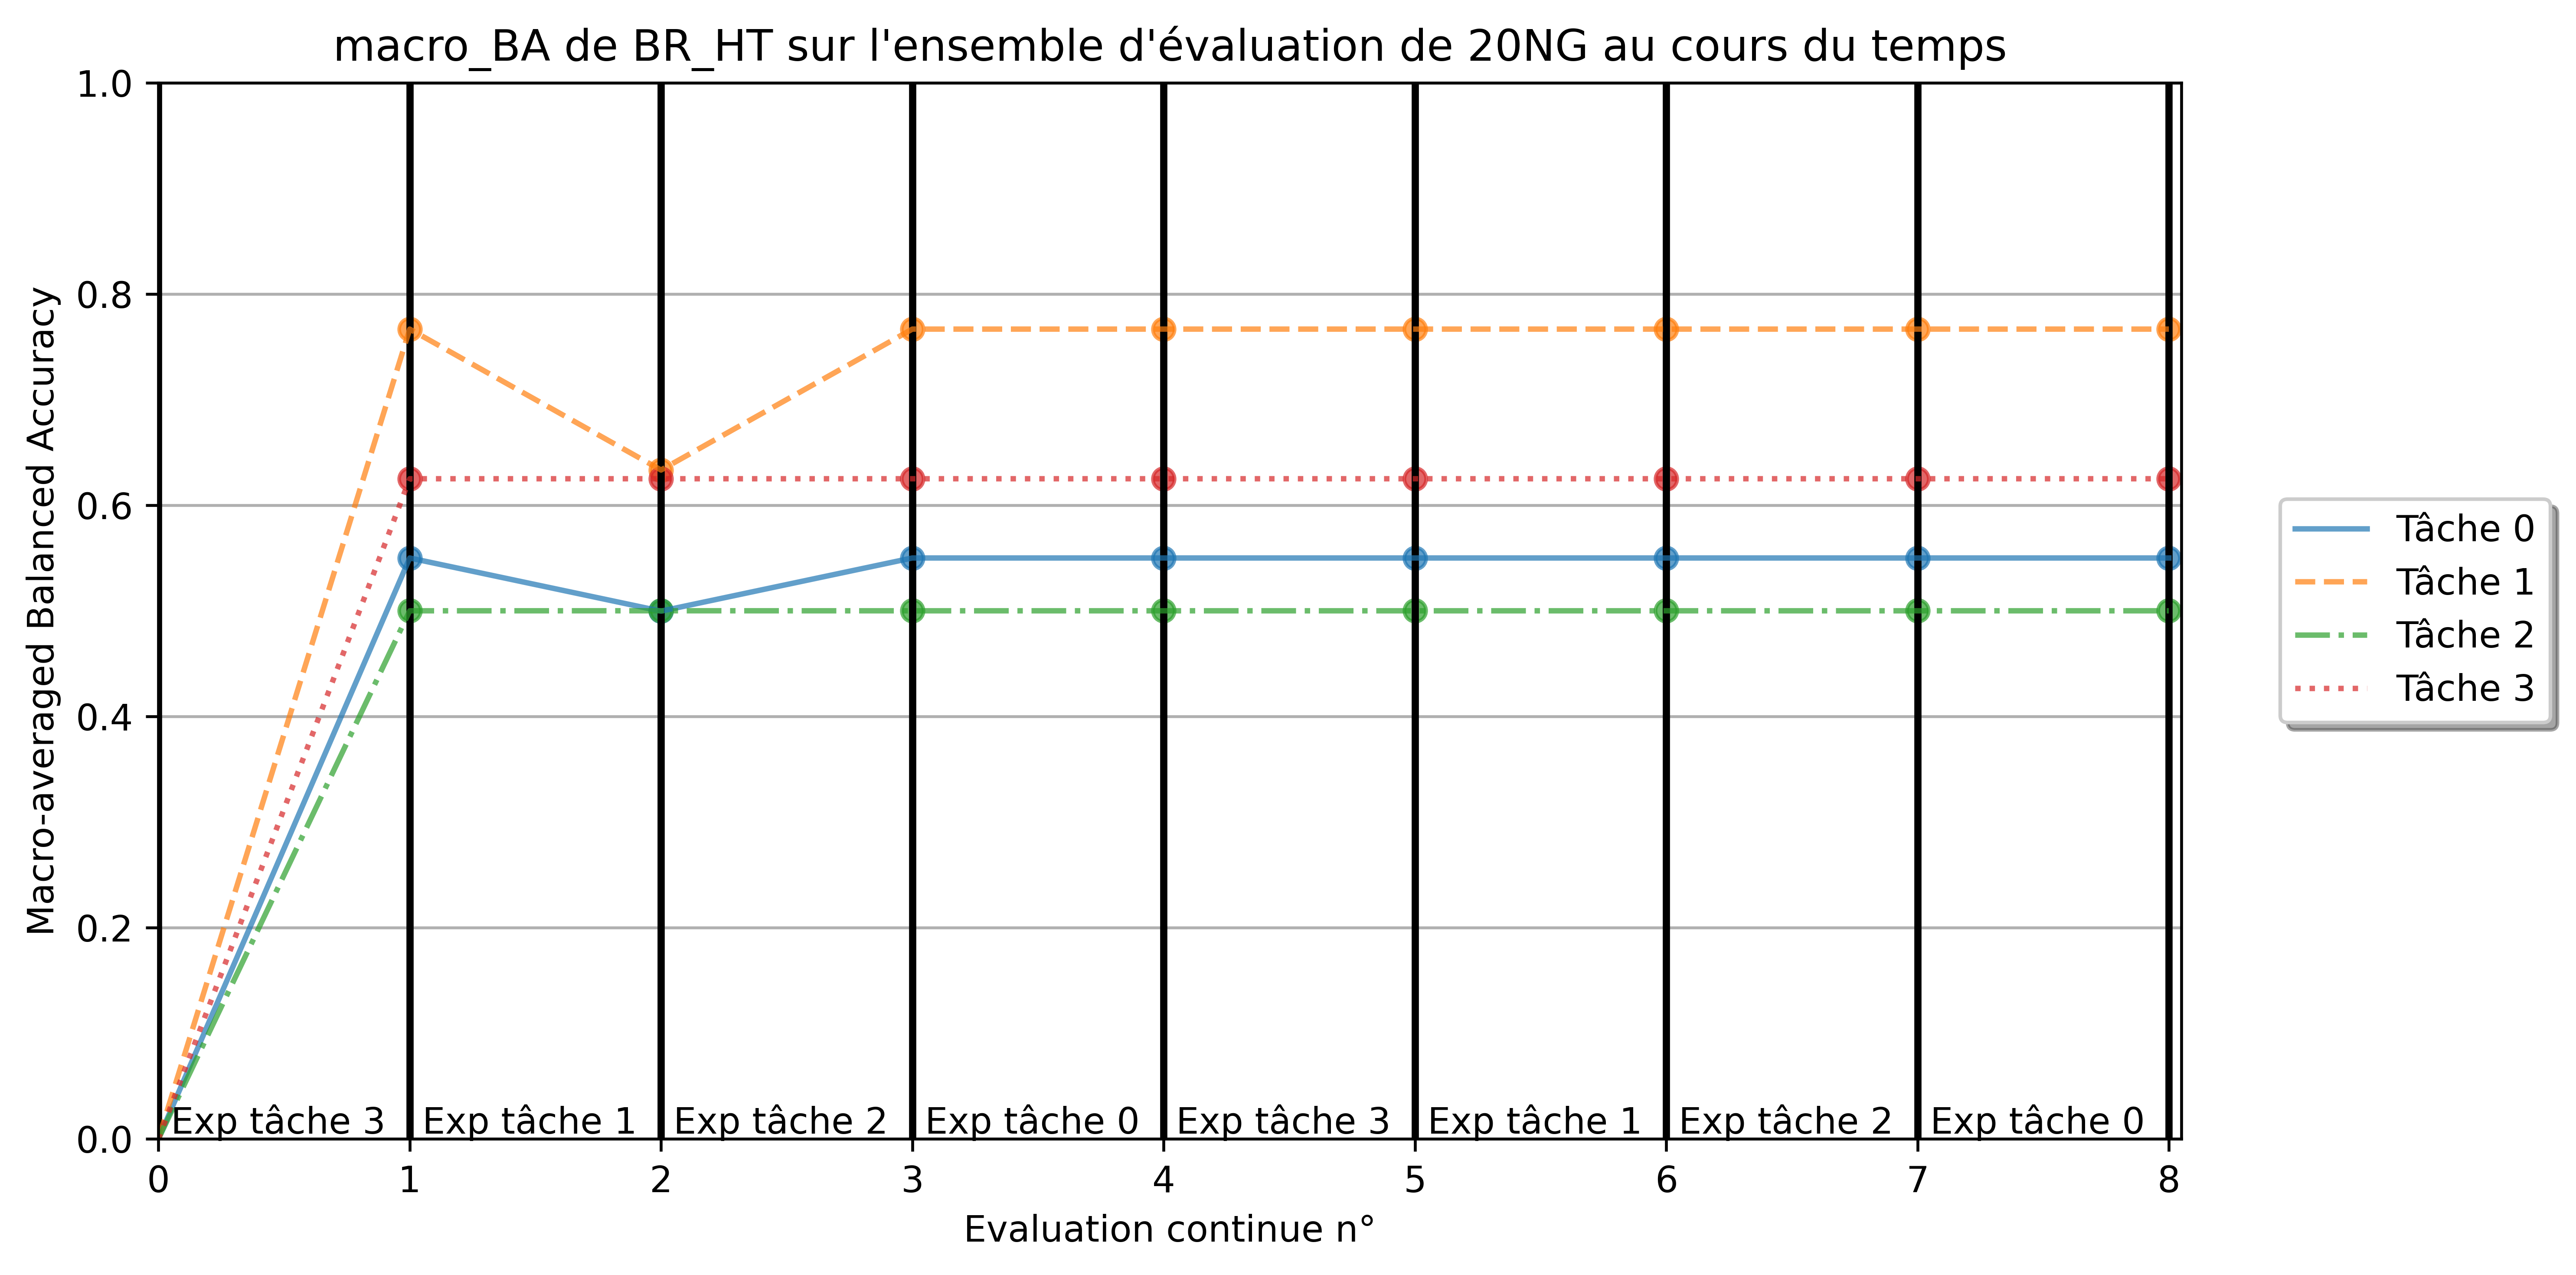 macro_BA de BR_HT sur l'ensemble d'évaluation de 20NG au cours du temps
Macro-averaged Balanced Accuracy
1.0
0.8
0.6
0.4
0.2
0.0
Exp tâche 3 Exp tâche 1 Exp tâche 2 Exp tâche 0 Exp tâche 3 Exp tâche 1 Exp tâche 2 Exp tâche 0
0 1 2 3 4 5 6 7 8
Evaluation continue n°
Tâche 0
Tâche 1
Tâche 2
Tâche 3